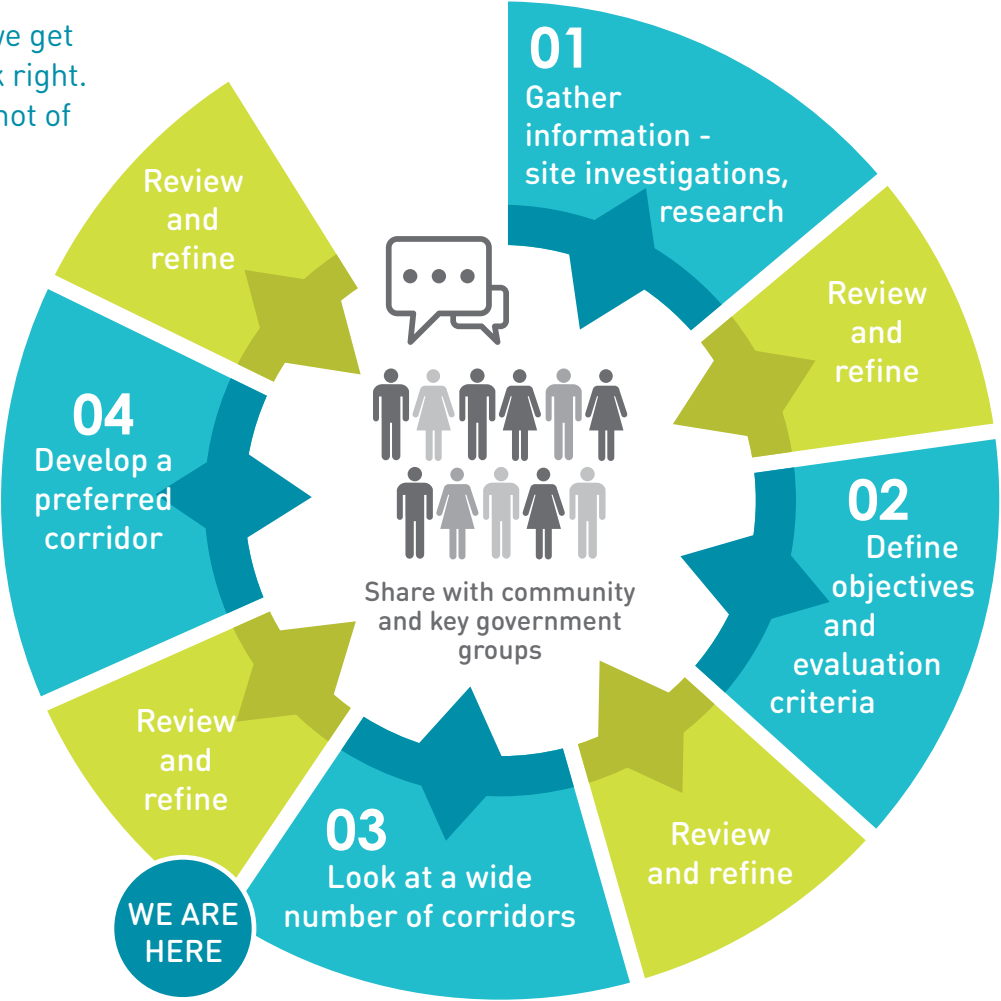 we get
right.
not of
01
Gather
information -
site investigations,
research
Review
and
refine
02
Define
objectives
and
evaluation
criteria
Review
and refine
03
Look at a wide
number of corridors
WE ARE
HERE
Review
and
refine
04
Develop a
preferred
corridor
Review
and
refine
Share with community
and key government
groups